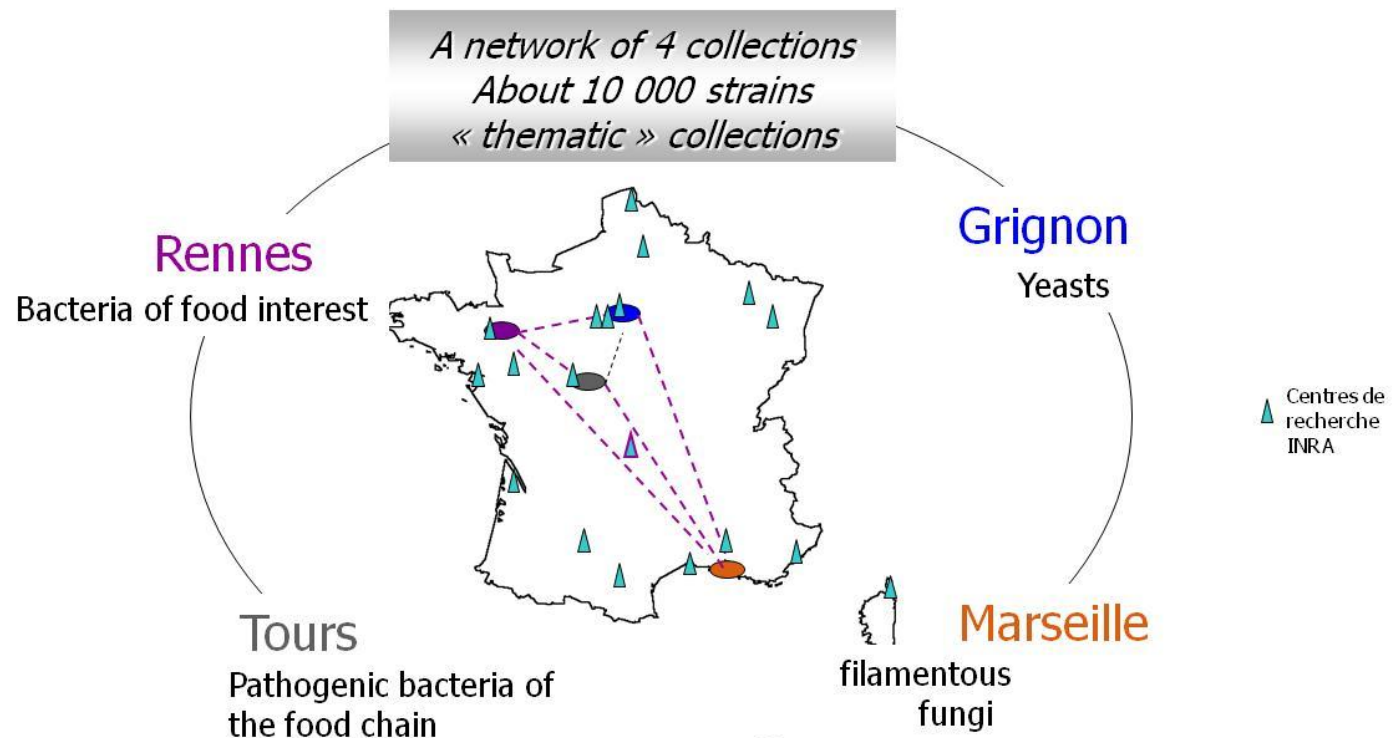 A network of 4 collections
About 10 000 strains
« thematic » collections
Rennes
Bacteria of food interest
Grignon
Yeasts
Centres de
recherche
INRA
Tours
Pathogenic bacteria of
the food chain
Marseille
filamentous
fungi